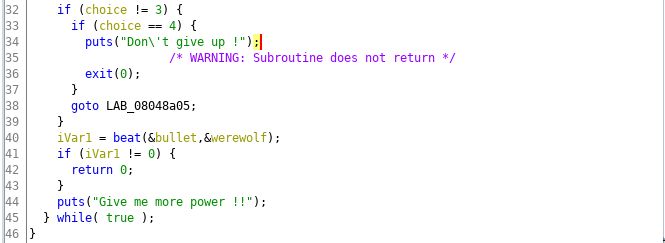 32 if (choice != 3) {
33 if (choice == 4) {
34 puts("Don\'t give up !");
35 /* WARNING: Subroutine does not return */
36 exit(0);
37 }
38 goto LAB_08048a05;
39 }
40 iVar1 = beat(&bullet,&werewolf);
41 if (iVar1 != 0) {
42 return 0;
43 }
44 puts("Give me more power !!");
45 } while( true );
46 }